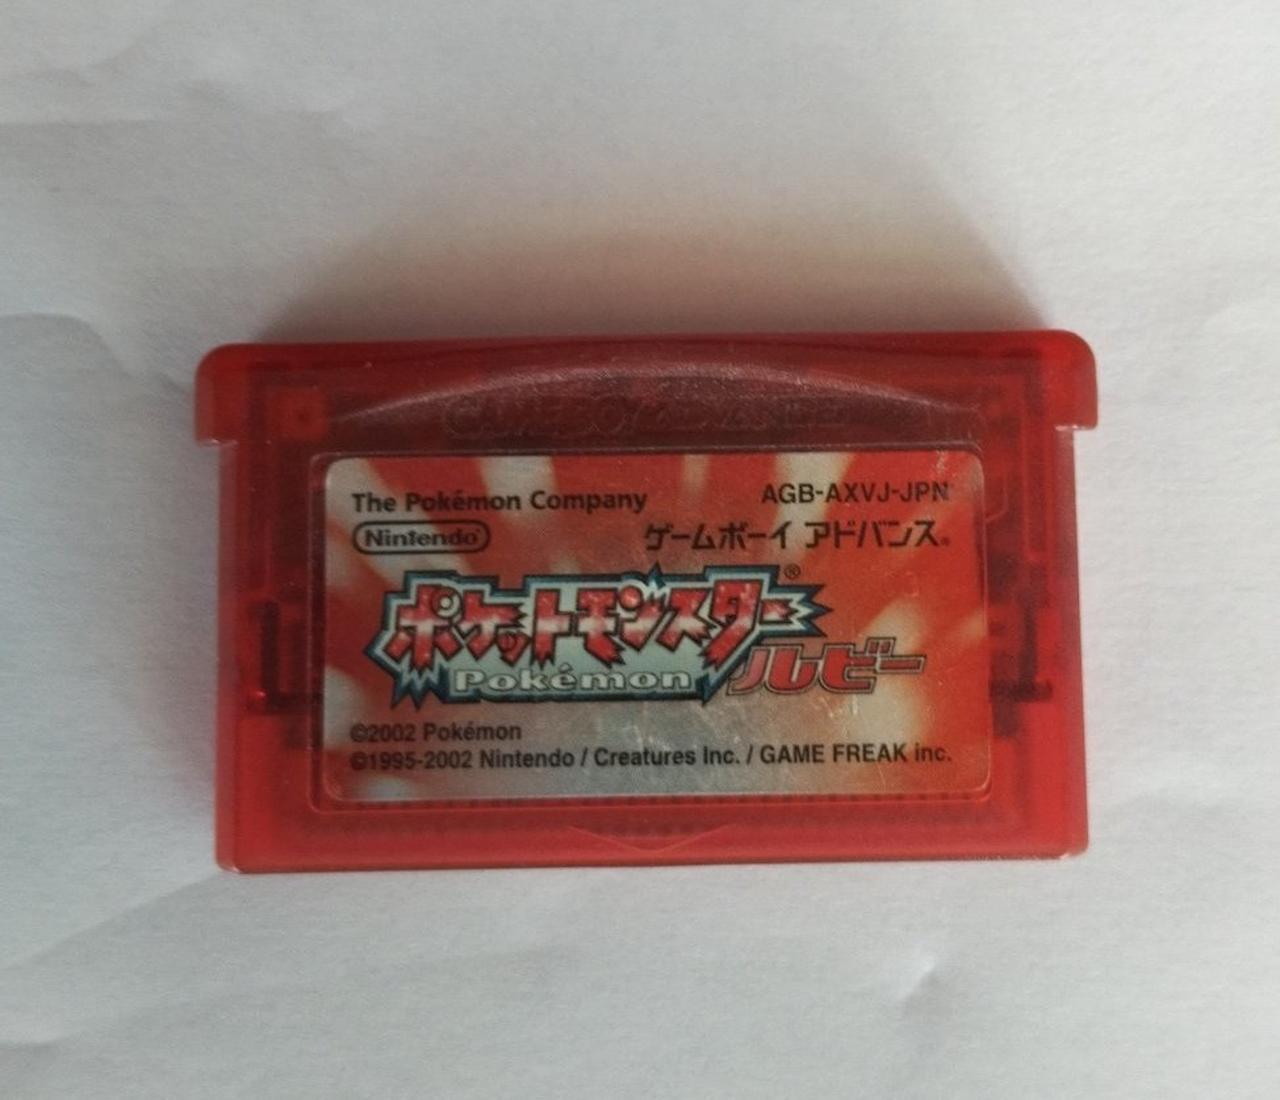 GAME BOY ADVANCE
The Pokémon Company
AGB-AXVJ-JPN
Nintendo®
ゲームボーイ アドバンス®
ポケットモンスター®
Pokémon
ルビー
©2002 Pokémon
©1995-2002 Nintendo / Creatures Inc. / GAME FREAK inc.